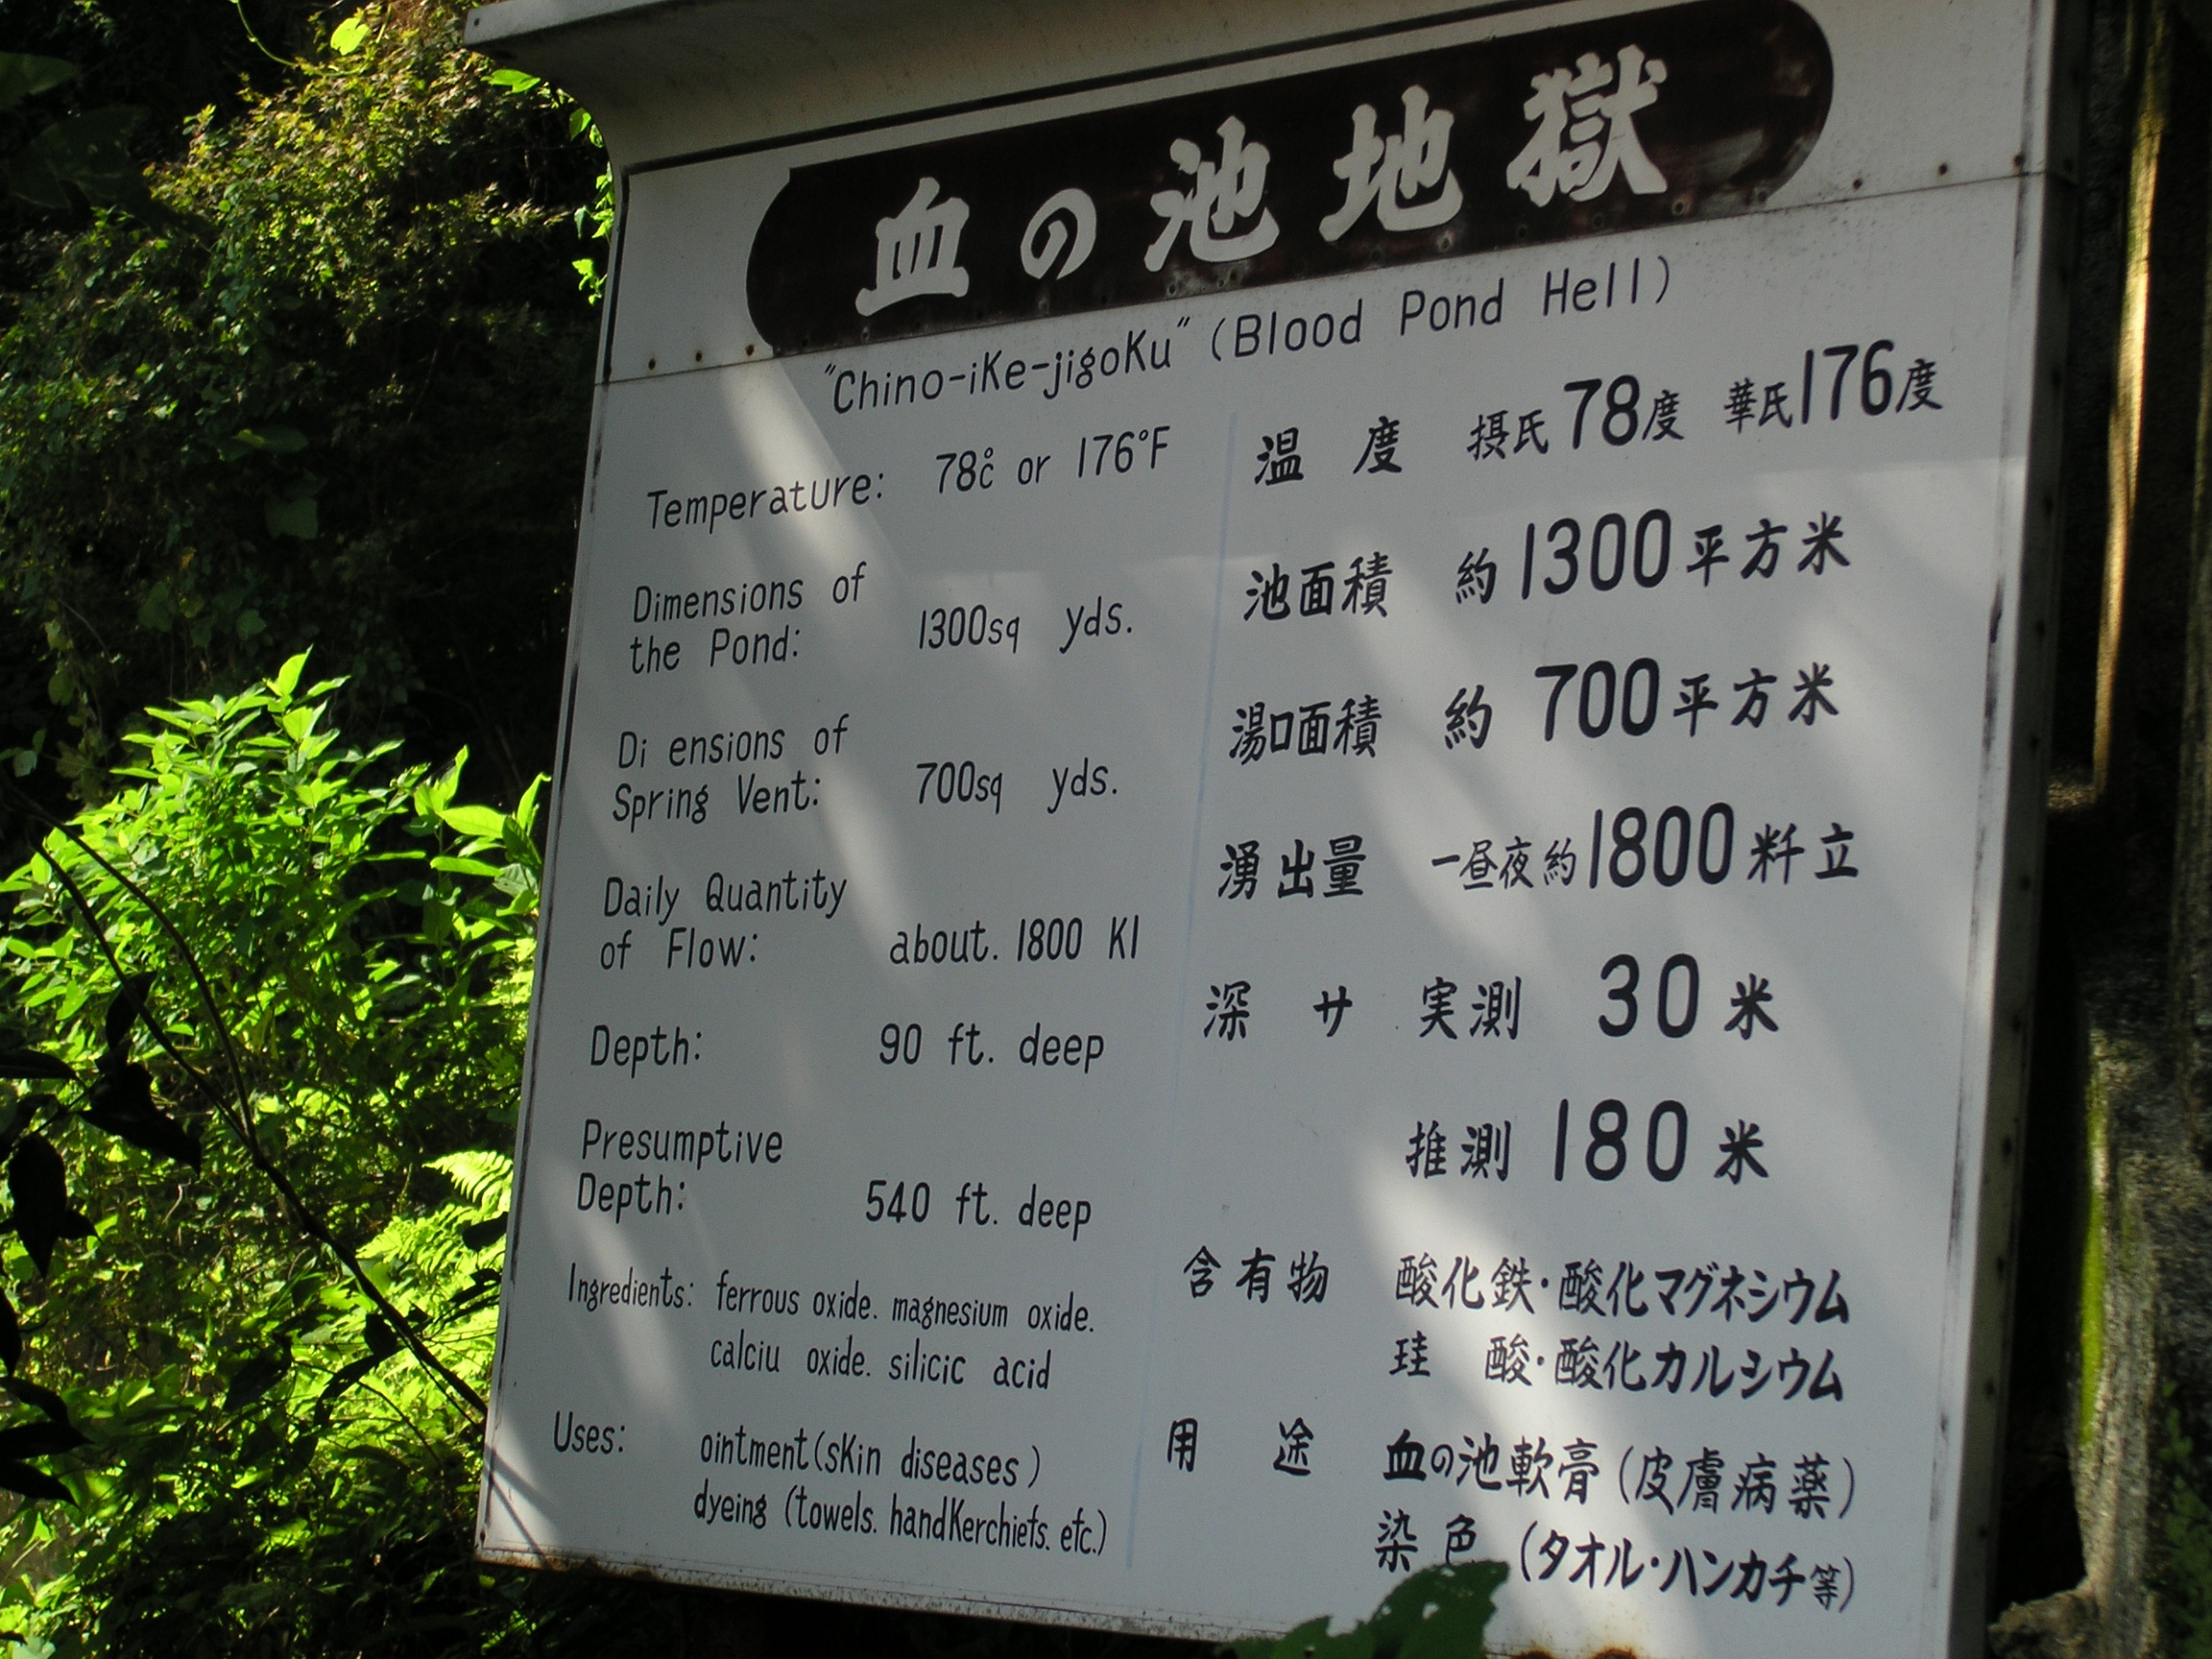 血の池地獄
"Chino-iKe-jigoKu" (Blood Pond Hell)
Temperature: 78°c or 176°F
Dimensions of
the Pond: 1300sq yds.
Di ensions of
Spring Vent: 700sq yds.
Daily Quantity
of Flow: about. 1800 Kl
Depth: 90 ft. deep
Presumptive
Depth: 540 ft. deep
Ingredients: ferrous oxide. magnesium oxide.
calciu oxide. silicic acid
Uses: ointment(sKin diseases)
dyeing (towels. handKerchiefs. etc.)
温 度 摂氏78度 華氏176度
池面積 約1300平方米
湯口面積 約700平方米
湧出量 一昼夜約1800粁立
深 サ 実測 30米
推測 180米
含有物 酸化鉄・酸化マグネシウム
珪 酸・酸化カルシウム
用 途 血の池軟膏(皮膚病薬)
染色(タオル・ハンカチ等)